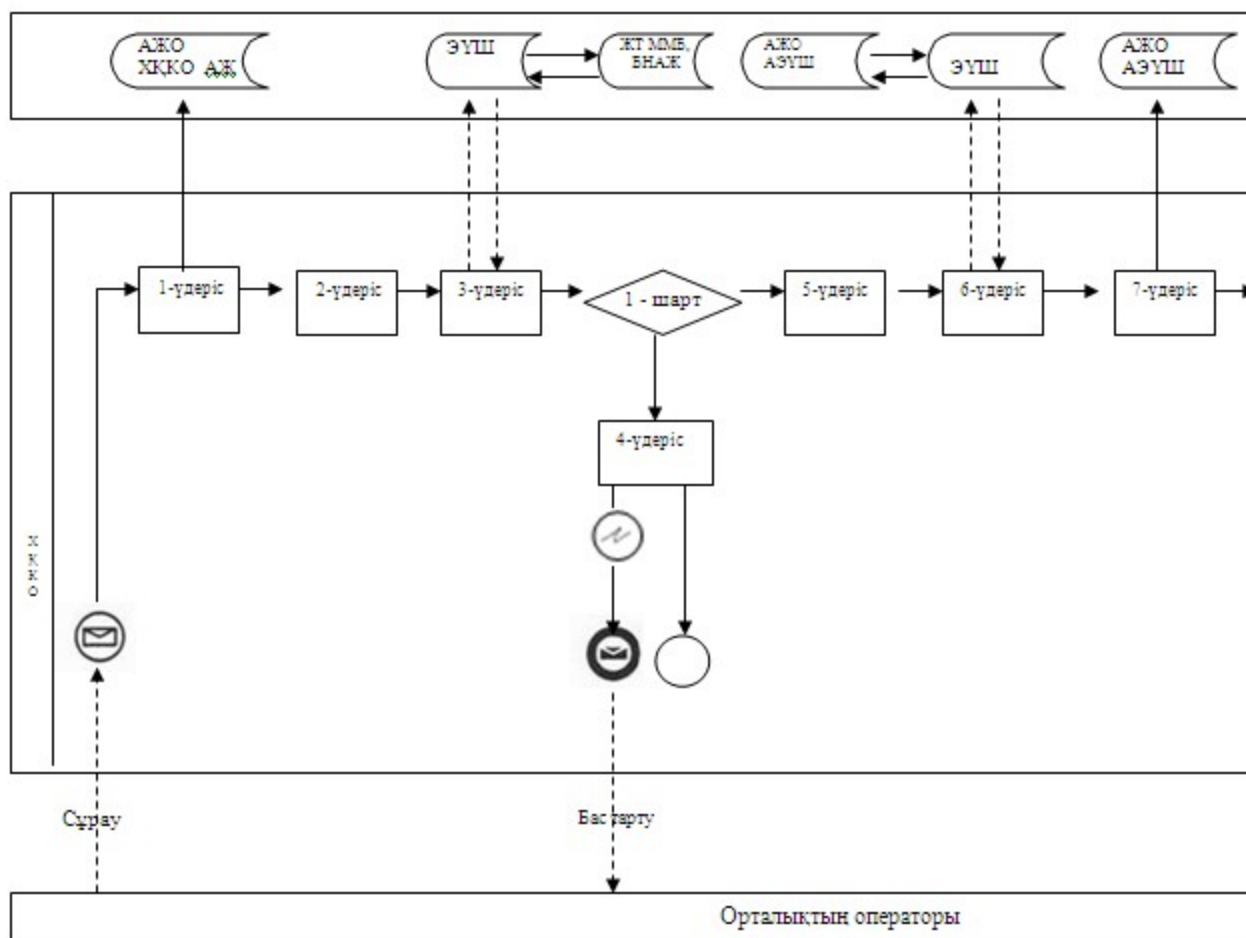 АЖО
ХҚКО АЖ
ЭҮШ
ЖТ ММБ,
БНАЖ
АЖО
АЭҮШ
ЭҮШ
АЖО
АЭҮШ
1-үдеріс
2-үдеріс
3-үдеріс
1 - шарт
5-үдеріс
6-үдеріс
7-үдеріс
4-үдеріс
Х
Қ
К
О
Сұрау
Бас тарту
Орталықтың операторы